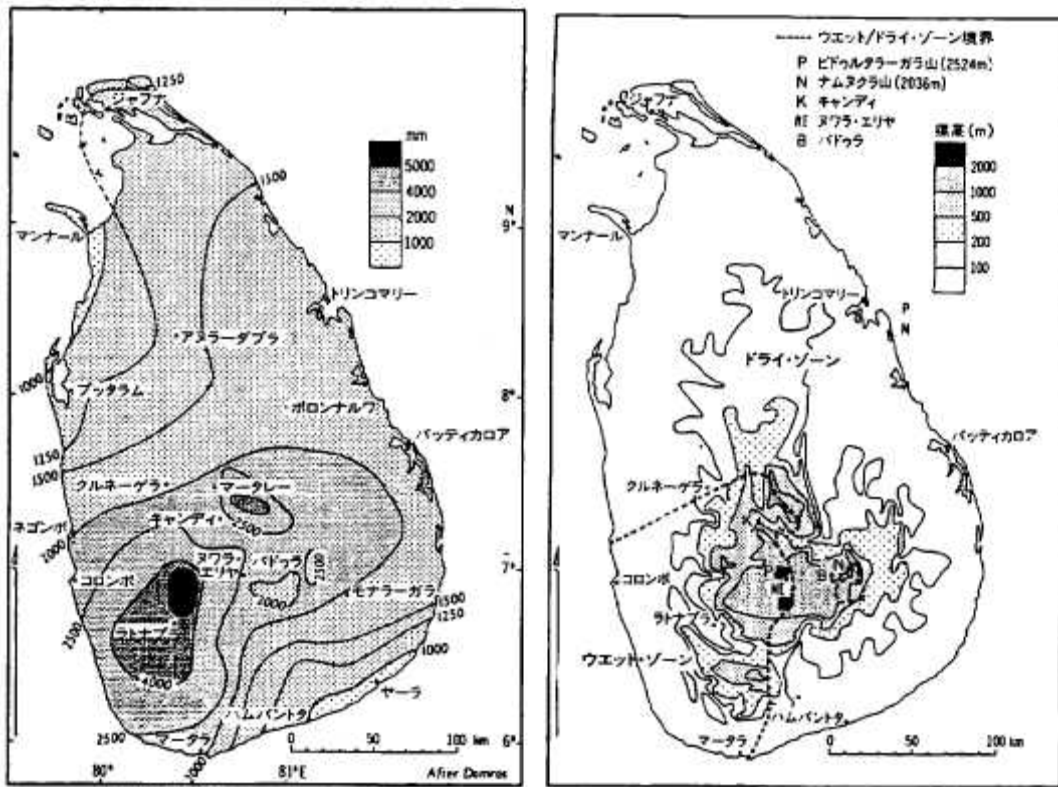 1250
ジャフナ
mm
5000
4000
2000
1000
1500
N
9°
マンナール
トリンコマリー
アヌラーダプラ
1000
プッタラム
8°
ポロンナルワ
バッティカロア
1250
1500
クルネーゲラ
マータレー
2500
ネゴンボ
キャンディ
2000
ヌワラ・
エリヤ
バドゥラ
2500
コロンボ
2000
7°
モナラーガラ
1500
1250
2500
ラトナプラ
1000
4000
ヤーラ
ハムバントタ
2500
マータラ
0 50 100 km
6°
80°
81°E
After Domros
ウエット/ドライ・ゾーン境界
P ピドゥルタラーガラ山(2524m)
N ナムヌクラ山(2036m)
K キャンディ
NE ヌワラ・エリヤ
B バドゥラ
ジャフナ
標高(m)
2000
1000
500
200
100
マンナール
トリンコマリー
P
N
ドライ・ゾーン
バッティカロア
クルネーゲラ
K
コロンボ
B
N
NE
ラトナプラ
ウエット・ゾーン
ハムバントタ
マータラ
0 50 100 km